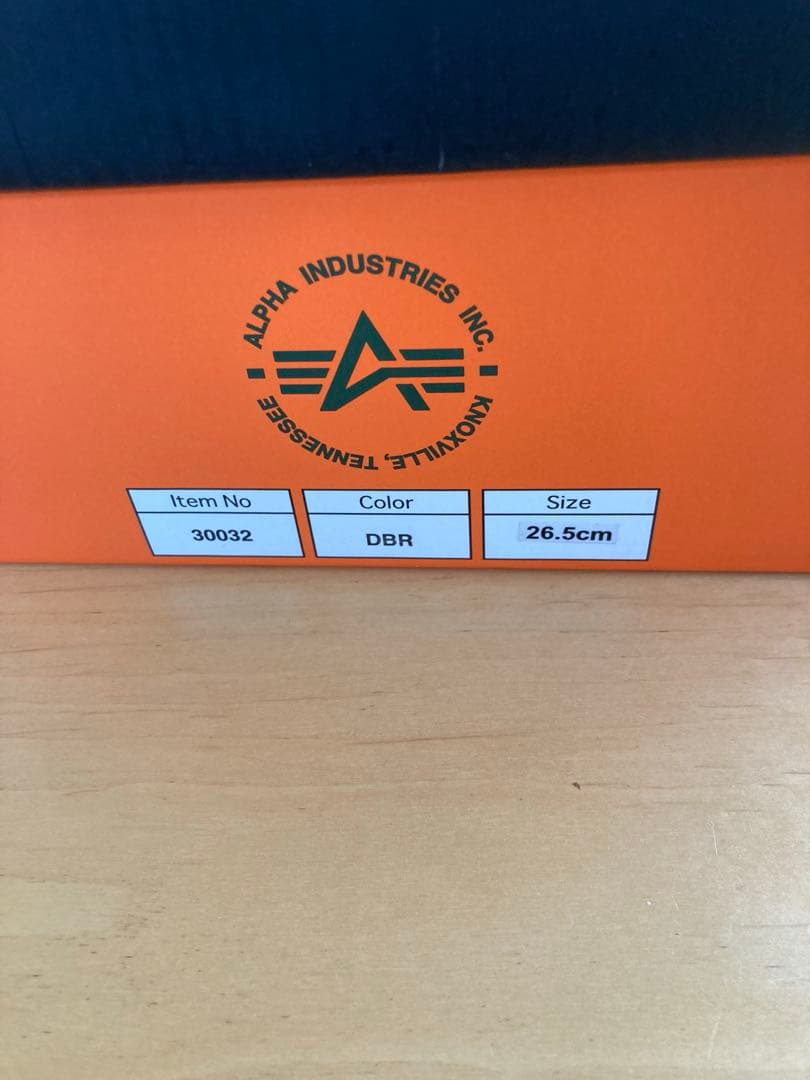 ALPHA INDUSTRIES INC.
KNOXVILLE, TENNESSEE
Item No Color Size
30032 DBR 26.5cm